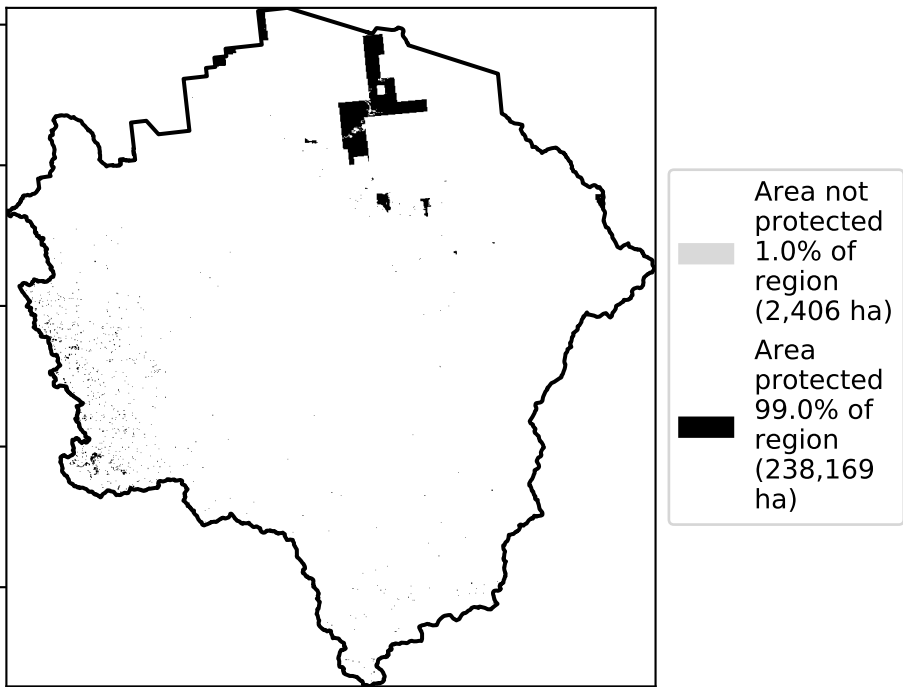 Area not
protected
1.0% of
region
(2,406 ha)
Area
protected
99.0% of
region
(238,169
ha)